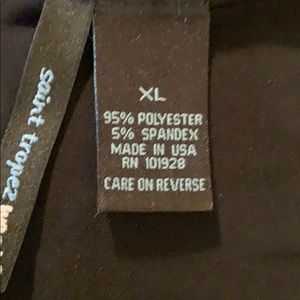 saint tropez
XL
95% POLYESTER
5% SPANDEX
MADE IN USA
RN 101928
CARE ON REVERSE